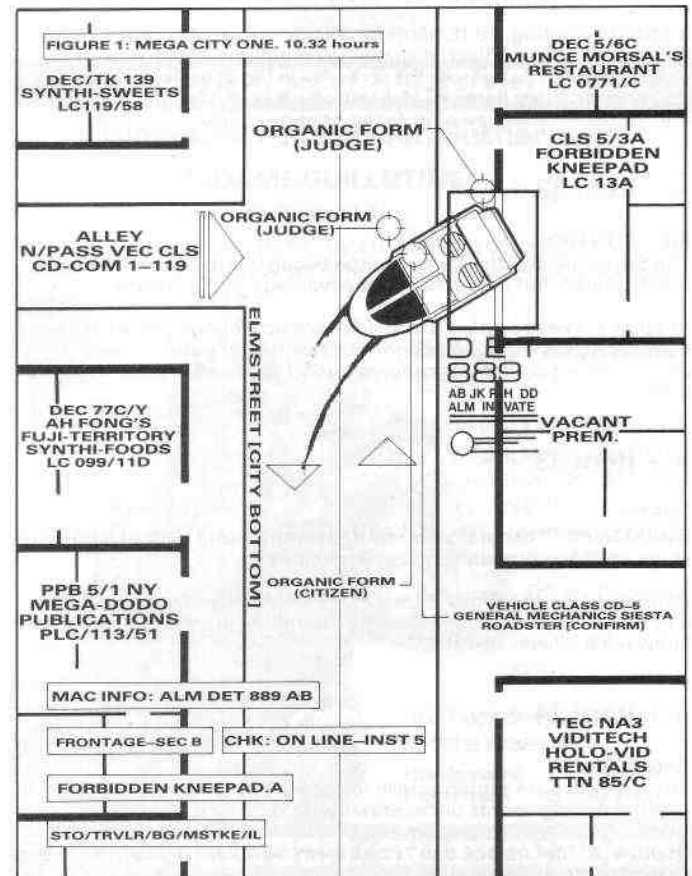 FIGURE 1: MEGA CITY ONE. 10.32 hours
DEC/TK 139
SYNTHI-SWEETS
LC119/58
DEC 5/6C
MUNCE MORSAL'S
RESTAURANT
LC 0771/C
ORGANIC FORM
(JUDGE)
CLS 5/3A
FORBIDDEN
KNEEPAD
LC 13A
ORGANIC FORM
(JUDGE)
ALLEY
N/PASS VEC CLS
CD-COM 1–119
ELMSTREET [CITY BOTTOM]
889
AB JK H DD
ALM IN VATE
VACANT
PREM.
DEC 77C/Y
AH FONG'S
FUJI-TERRITORY
SYNTHI-FOODS
LC 099/11D
ORGANIC FORM
(CITIZEN)
PPB 5/1 NY
MEGA-DODO
PUBLICATIONS
PLC/113/51
VEHICLE CLASS CD–5
GENERAL MECHANICS SIESTA
ROADSTER [CONFIRM]
MAC INFO: ALM DET 889 AB
FRONTAGE–SEC B
CHK: ON LINE–INST 5
FORBIDDEN KNEEPAD.A
TEC NA3
VIDITECH
HOLO-VID
RENTALS
TTN 85/C
STO/TRVLR/BG/MSTKE/IL